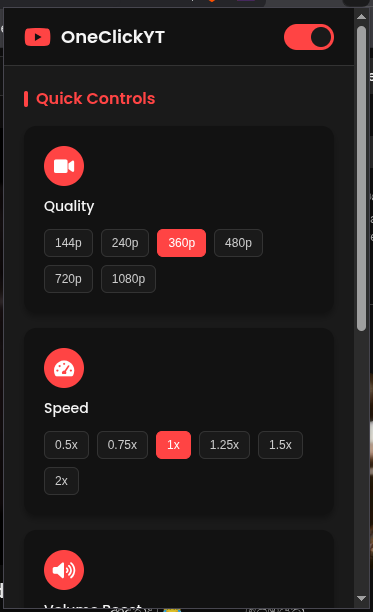 OneClickYT
Quick Controls
Quality
144p 240p 360p 480p
720p 1080p
Speed
0.5x 0.75x 1x 1.25x 1.5x
2x
Volume Boost